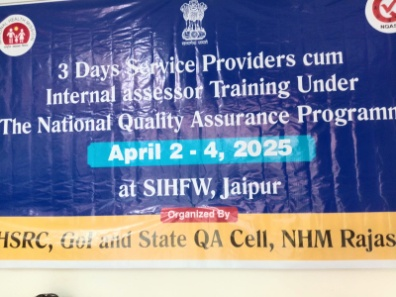 3 Days Service Providers cum
Internal assessor Training Under
The National Quality Assurance Programm
April 2 - 4, 2025
at SIHFW, Jaipur
Organized By
HSRC, GoI and State QA Cell, NHM Rajas